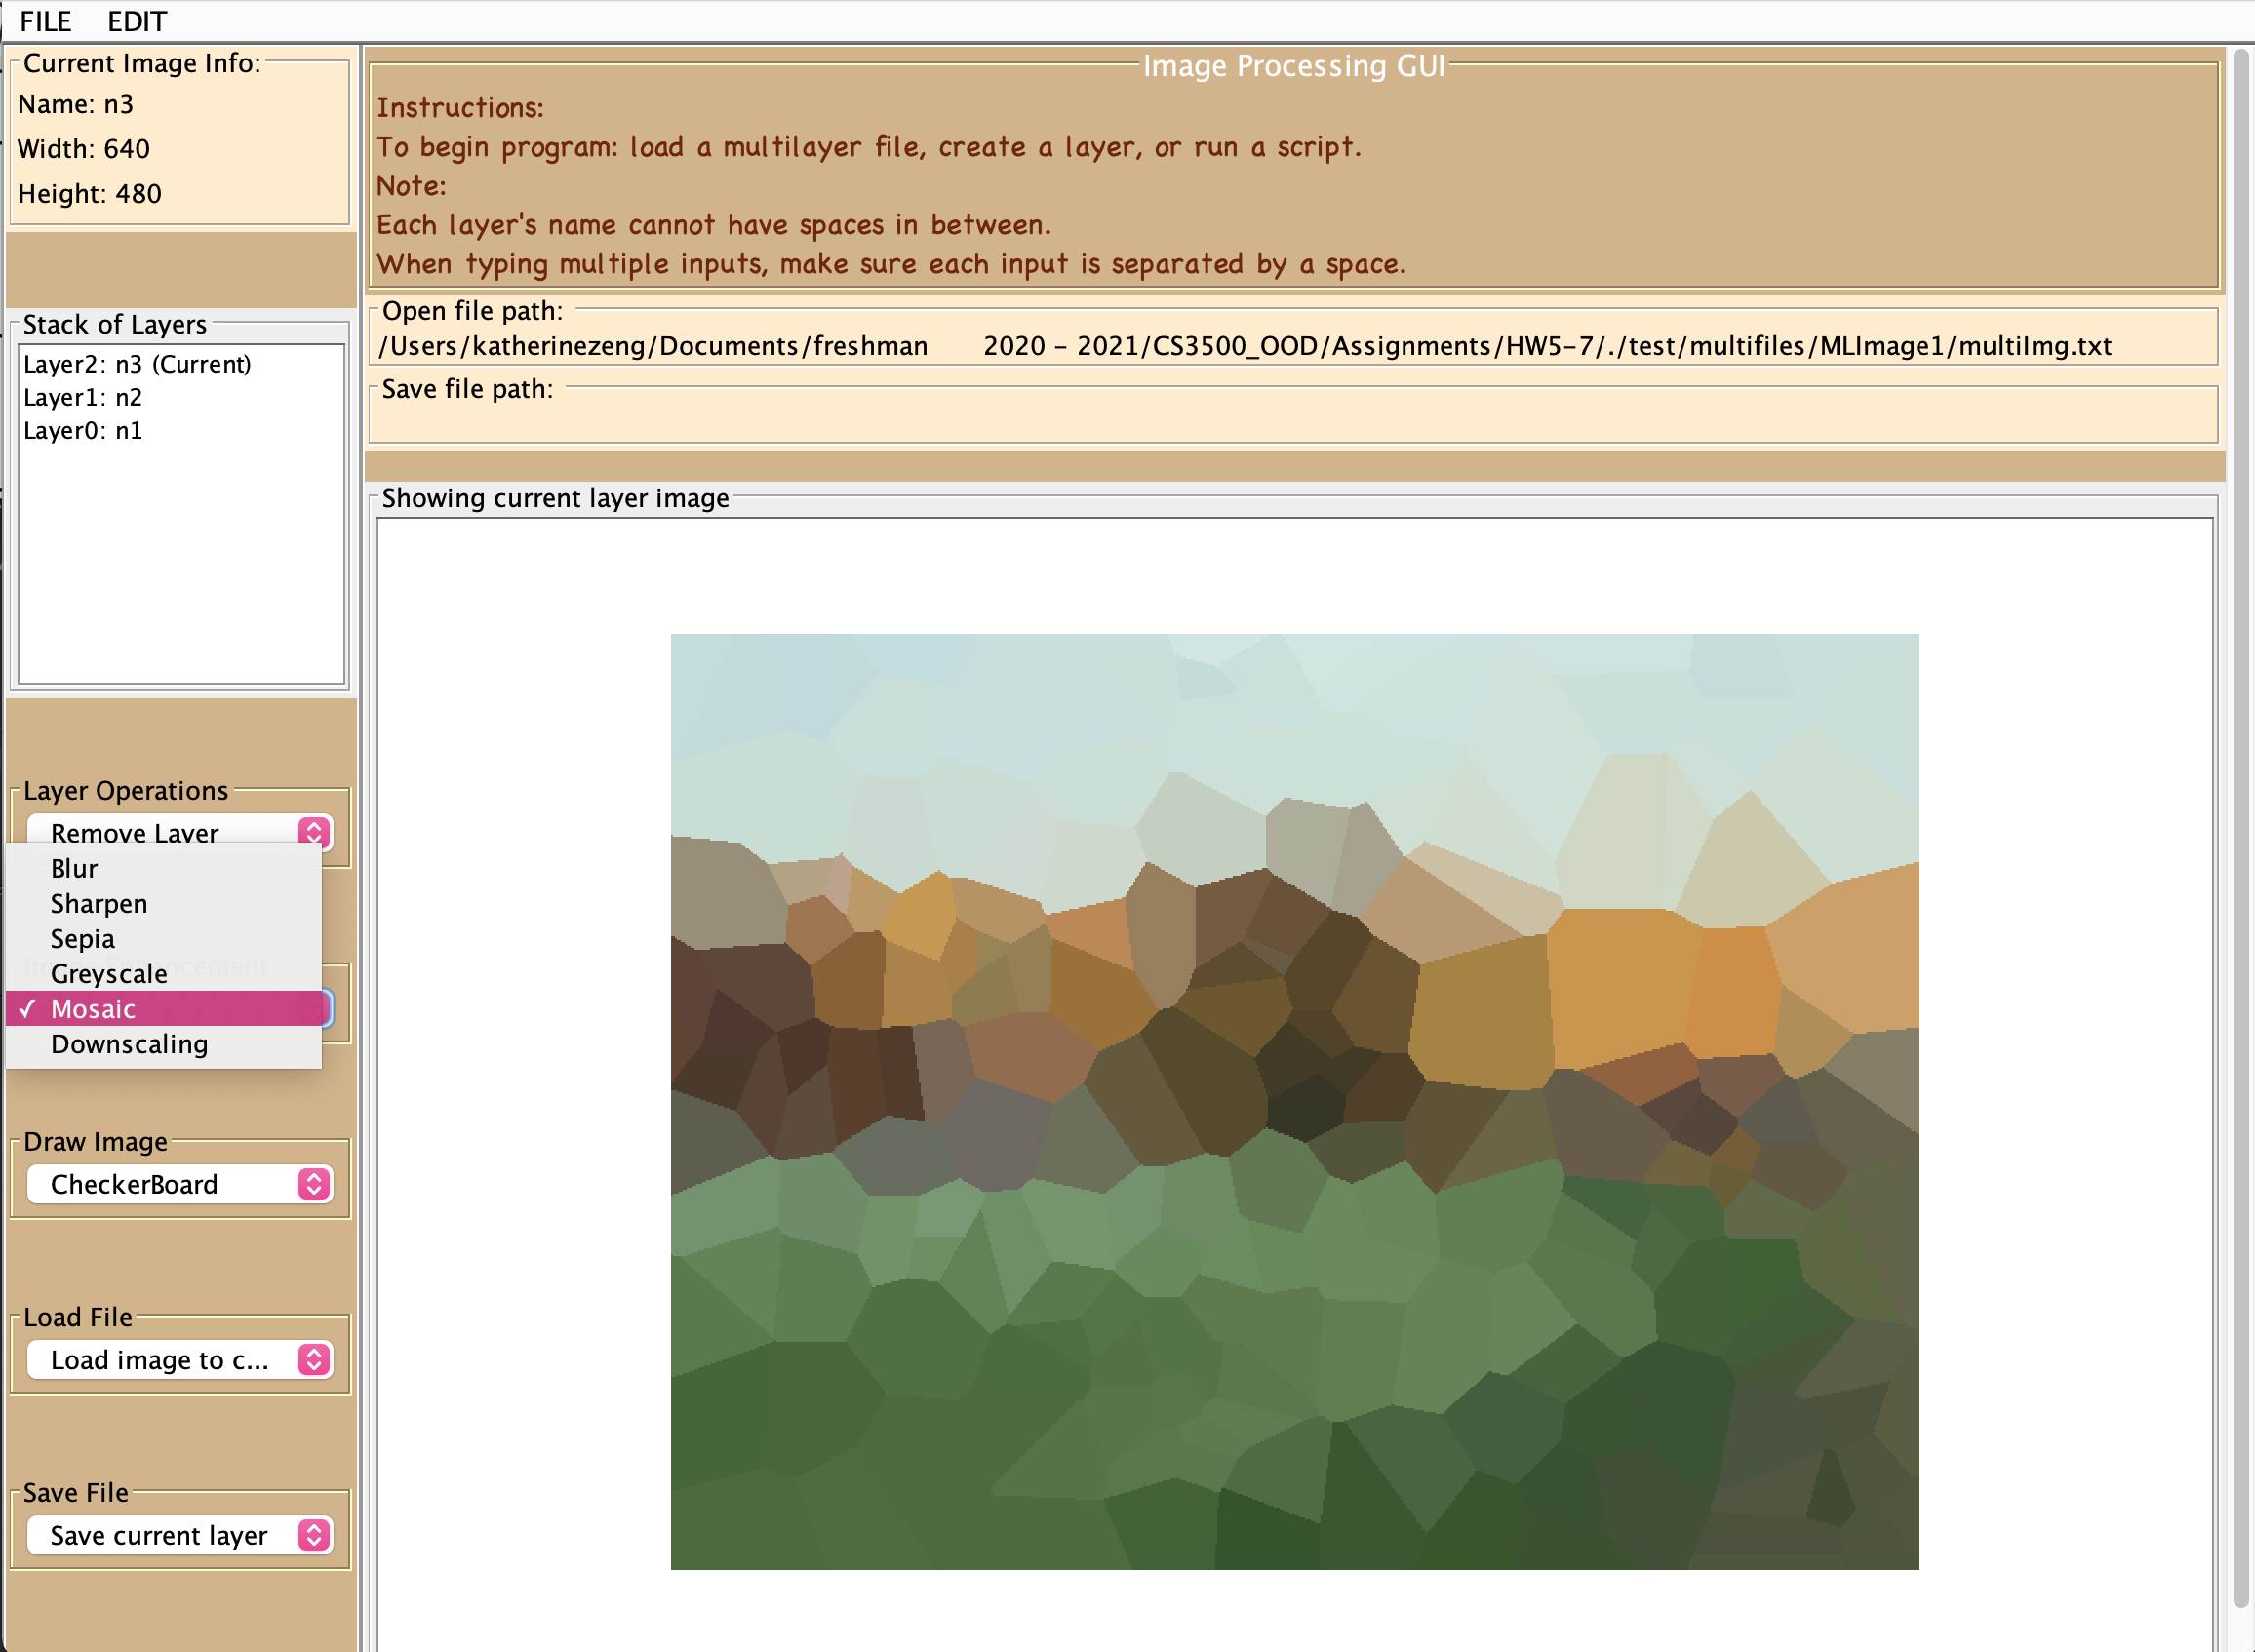 FILE EDIT
Current Image Info:
Name: n3
Width: 640
Height: 480
Stack of Layers
Layer2: n3 (Current)
Layer1: n2
Layer0: n1
Layer Operations
Remove Layer
Blur
Sharpen
Sepia
Image Enhancement
Greyscale
✓ Mosaic
Downscaling
Draw Image
CheckerBoard
Load File
Load image to c...
Save File
Save current layer
Image Processing GUI
Instructions:
To begin program: load a multilayer file, create a layer, or run a script.
Note:
Each layer's name cannot have spaces in between.
When typing multiple inputs, make sure each input is separated by a space.
Open file path:
/Users/katherinezeng/Documents/freshman 2020 - 2021/CS3500_OOD/Assignments/HW5-7/./test/multifiles/MLImage1/multiImg.txt
Save file path:
Showing current layer image